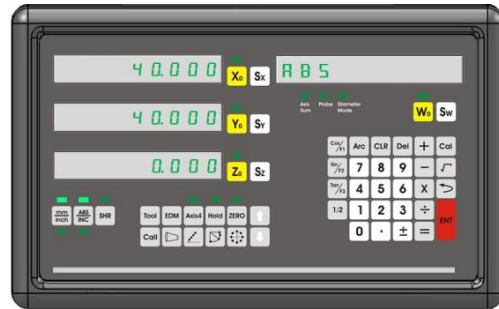 40.000 X₀ Sx ABS
Axis Sum Probe Diameter Mode
40.000 Y₀ Sy W₀ Sw
Cos/F1 Arc CLR Del + Cal
0.000 Z₀ Sz Sin/F2 7 8 9 − √
Tan/F3 4 5 6 X
mm inch ABS INC SHR Tool EDM Axis4 Hold ZERO 1/2 1 2 3 ÷ ENT
Call 0 · ± =